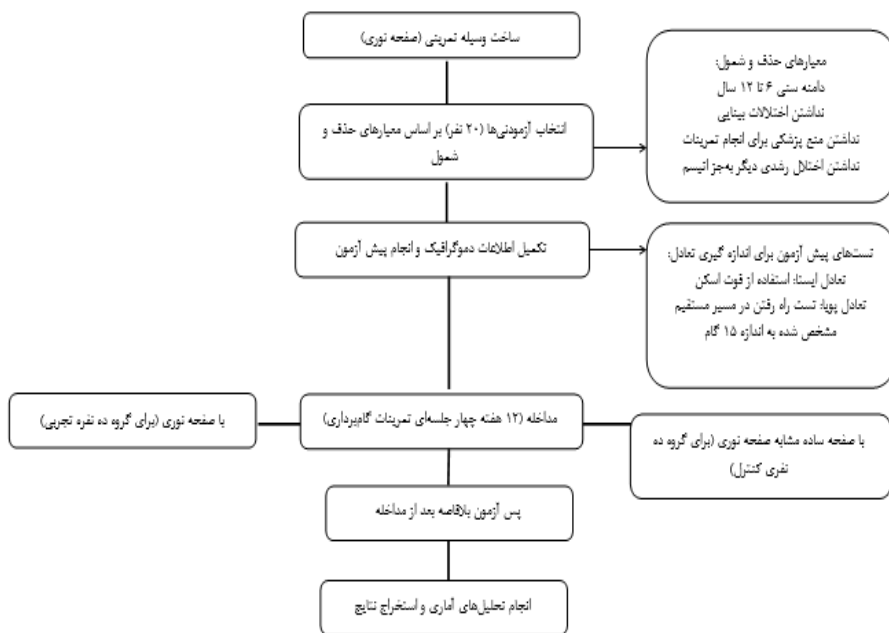 ساخت وسیله تمرینی (صفحه نوری)
معیارهای حذف و شمول:
دامنه سنی ۶ تا ۱۲ سال
نداشتن اختلالات بینایی
نداشتن منع پزشکی برای انجام تمرینات
نداشتن اختلال رشدی دیگر به‌جز اتیسم
انتخاب آزمودنی‌ها (۲۰ نفر) بر اساس معیارهای حذف و
شمول
تکمیل اطلاعات دموگرافیک و انجام پیش آزمون
تست‌های پیش آزمون برای اندازه گیری تعادل:
تعادل ایستا: استفاده از فوت اسکن
تعادل پویا: تست راه رفتن در مسیر مستقیم
مشخص شده به اندازه ۱۵ گام
مداخله (۱۲ هفته چهار جلسه‌ای تمرینات گام‌برداری)
با صفحه نوری (برای گروه ده نفره تجربی)
با صفحه ساده مشابه صفحه نوری (برای گروه ده
نفری کنترل)
پس آزمون بلافاصه بعد از مداخله
انجام تحلیل‌های آماری و استخراج نتایج